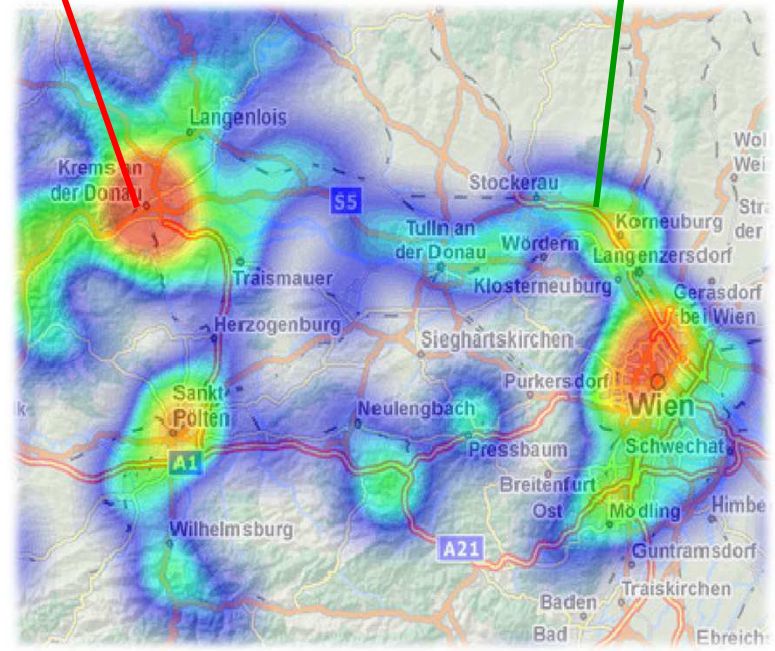 Langenlois
Krems an
der Donau
S5
Stockerau
Wol
Wei
Korneuburg
Tulln an
der Donau
Wördern
Langenzersdorf
Klosterneuburg
Gerasdorf
bei Wien
Traismauer
Herzogenburg
Sieghartskirchen
Purkersdorf
Wien
Sankt
Pölten
Neulengbach
Pressbaum
Schwechat
A1
Breitenfurt
Ost
Mödling
Himbe
Wilhelmsburg
A21
Guntramsdorf
Traiskirchen
Baden
Bad
Ebreich
Stra
der
k